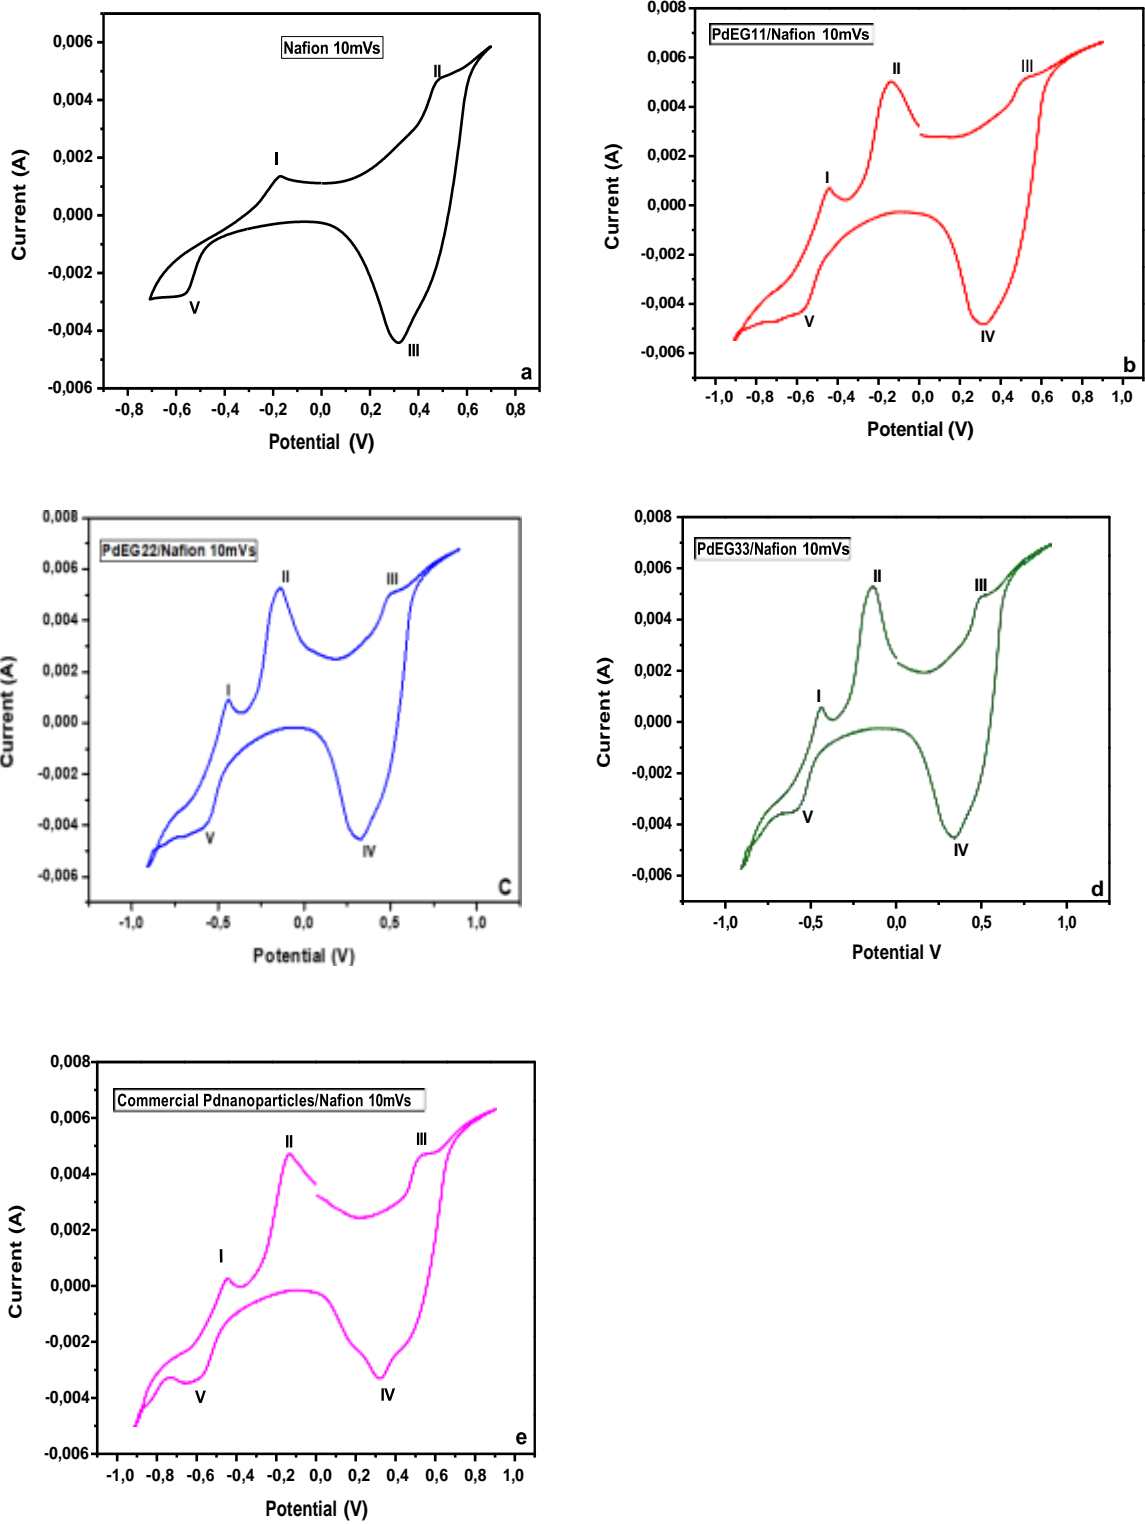 Nafion 10mVs
I
II
III
V
a
0,006
0,004
0,002
0,000
-0,002
-0,004
-0,006
-0,8 -0,6 -0,4 -0,2 0,0 0,2 0,4 0,6 0,8
Current (A)
Potential (V)
PdEG11/Nafion 10mVs
I
II
III
IV
V
b
0,008
0,006
0,004
0,002
0,000
-0,002
-0,004
-0,006
-1,0 -0,8 -0,6 -0,4 -0,2 0,0 0,2 0,4 0,6 0,8 1,0
Current (A)
Potential (V)
PdEG22/Nafion 10mVs
I
II
III
IV
V
C
0,008
0,006
0,004
0,002
0,000
-0,002
-0,004
-0,006
-1,0 -0,5 0,0 0,5 1,0
Current (A)
Potential (V)
PdEG33/Nafion 10mVs
I
II
III
IV
V
d
0,008
0,006
0,004
0,002
0,000
-0,002
-0,004
-0,006
-1,0 -0,5 0,0 0,5 1,0
Current (A)
Potential V
Commercial Pdnanoparticles/Nafion 10mVs
I
II
III
IV
V
e
0,008
0,006
0,004
0,002
0,000
-0,002
-0,004
-0,006
-1,0 -0,8 -0,6 -0,4 -0,2 0,0 0,2 0,4 0,6 0,8 1,0
Current (A)
Potential (V)